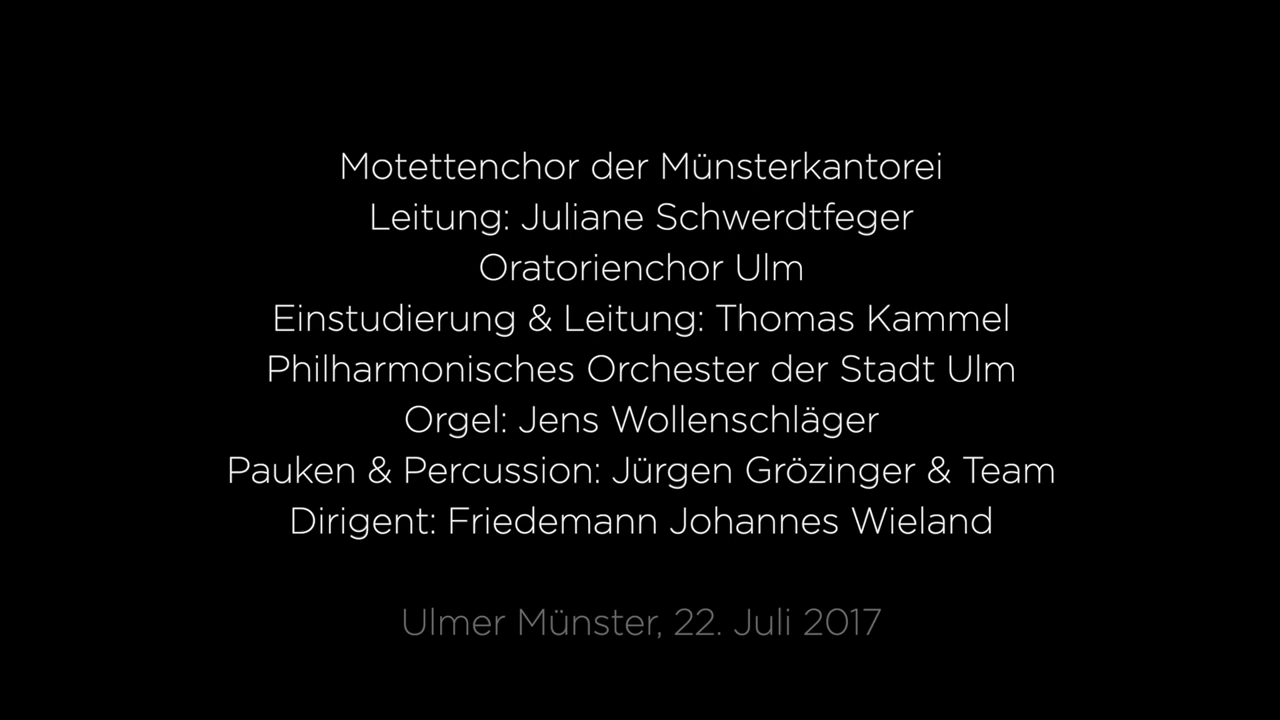 Motettenchor der Münsterkantorei
Leitung: Juliane Schwerdtfeger
Oratorienchor Ulm
Einstudierung & Leitung: Thomas Kammel
Philharmonisches Orchester der Stadt Ulm
Orgel: Jens Wollenschläger
Pauken & Percussion: Jürgen Grözinger & Team
Dirigent: Friedemann Johannes Wieland
Ulmer Münster, 22. Juli 2017